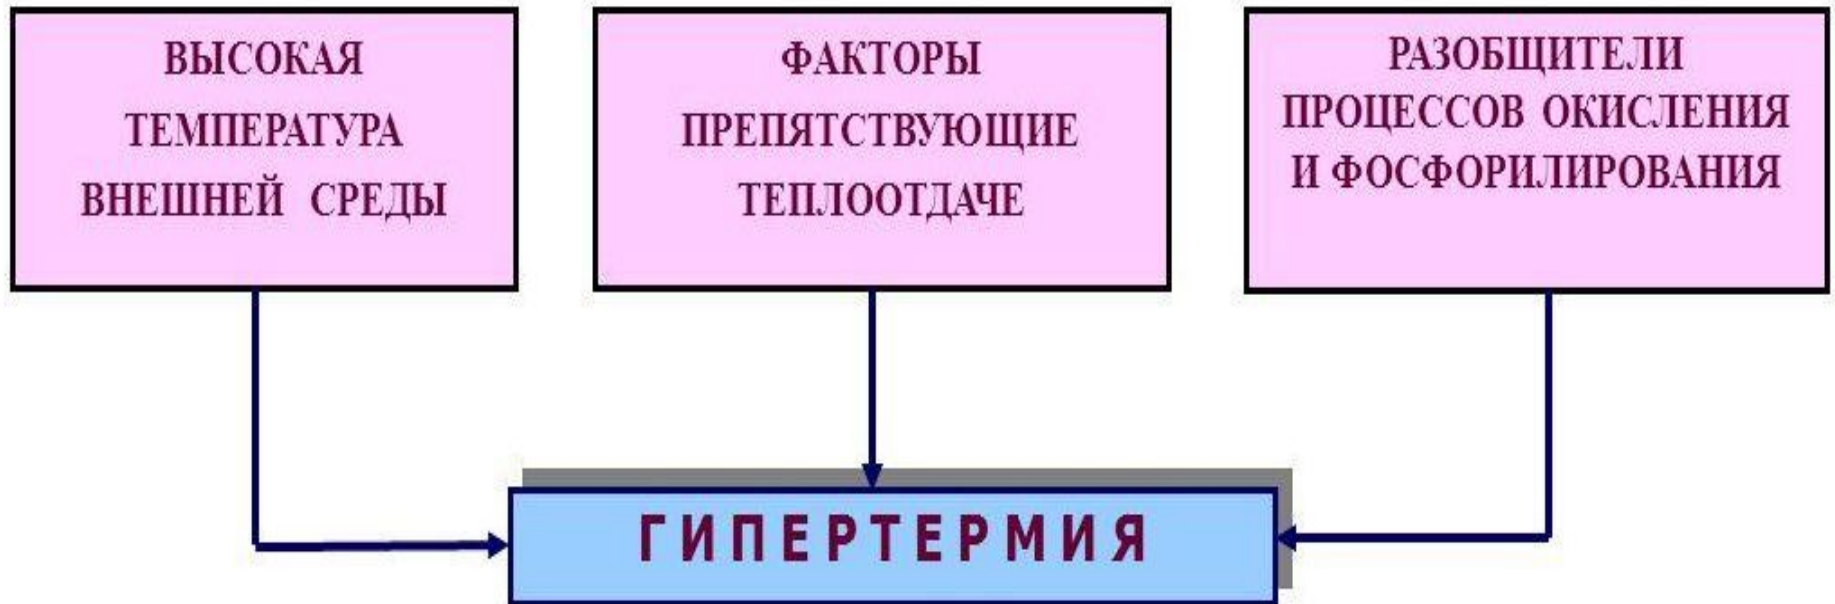 ВЫСОКАЯ
ТЕМПЕРАТУРА
ВНЕШНЕЙ СРЕДЫ
ФАКТОРЫ
ПРЕПЯТСТВУЮЩИЕ
ТЕПЛООТДАЧЕ
РАЗОБЩИТЕЛИ
ПРОЦЕССОВ ОКИСЛЕНИЯ
И ФОСФОРИЛИРОВАНИЯ
ГИПЕРТЕРМИЯ